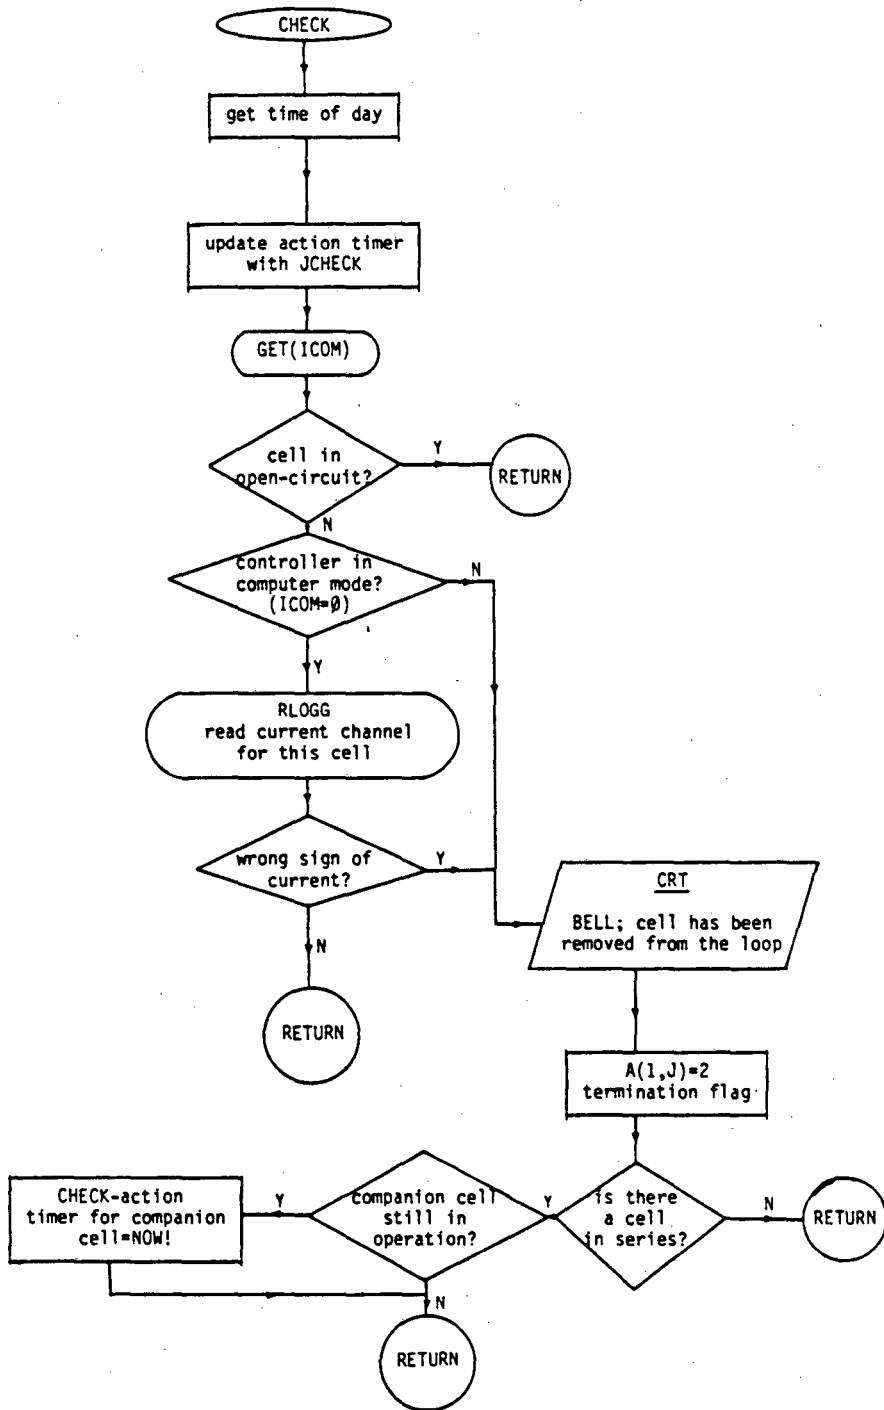 CHECK
get time of day
update action timer
with JCHECK
GET(ICOM)
cell in
open-circuit?
Y
RETURN
N
controller in
computer mode?
(ICOM=Ø)
N
Y
RLOGG
read current channel
for this cell
wrong sign of
current?
Y
N
RETURN
CRT
BELL; cell has been
removed from the loop
A(1,J)=2
termination flag
is there
a cell
in series?
N
RETURN
Y
companion cell
still in
operation?
Y
CHECK-action
timer for companion
cell=NOW!
N
RETURN